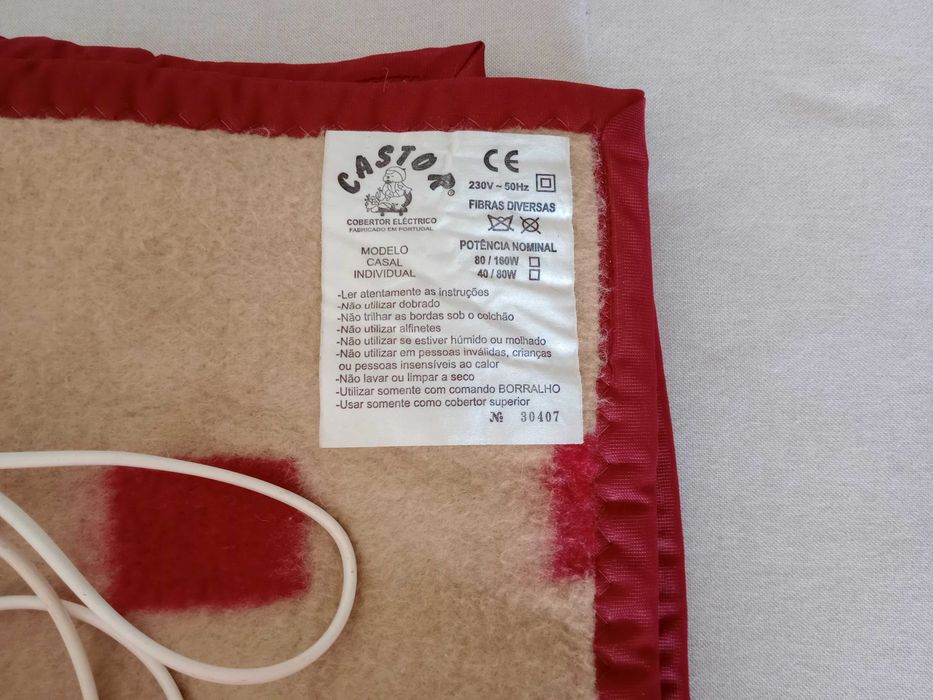 CASTOR®
COBERTOR ELÉCTRICO
FABRICADO EM PORTUGAL
MODELO
CASAL
INDIVIDUAL
CE
230V ~ 50Hz
FIBRAS DIVERSAS
POTÊNCIA NOMINAL
80 / 160W
40 / 80W
-Ler atentamente as instruções
-Não utilizar dobrado
-Não trilhar as bordas sob o colchão
-Não utilizar alfinetes
-Não utilizar se estiver húmido ou molhado
-Não utilizar em pessoas inválidas, crianças
ou pessoas insensíveis ao calor
-Não lavar ou limpar a seco
-Utilizar somente com comando BORRALHO
-Usar somente como cobertor superior
№ 30407